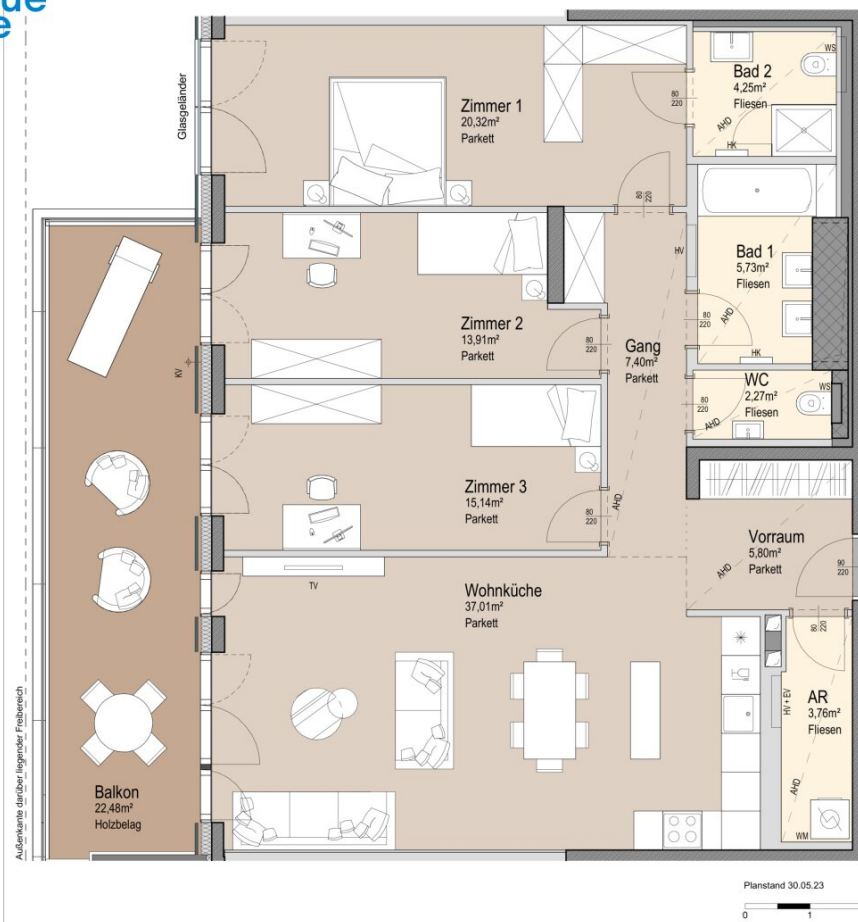 ue
e
Glasgeländer
Zimmer 1
20,32m²
Parkett
80
220
Bad 2
4,25m²
Fliesen
WS
AHD
HK
80
220
Bad 1
5,73m²
Fliesen
HV
80
220
AHD
HK
Zimmer 2
13,91m²
Parkett
80
220
Gang
7,40m²
Parkett
KV
WC
2,27m²
Fliesen
WS
80
220
AHD
Zimmer 3
15,14m²
Parkett
80
220
AHD
Vorraum
5,80m²
Parkett
AHD
90
220
TV
Wohnküche
37,01m²
Parkett
80
220
HV + EV
AR
3,76m²
Fliesen
AHD
WM
Balkon
22,48m²
Holzbelag
Außenkante darüber liegender Freibereich
Planstand 30.05.23
0 1